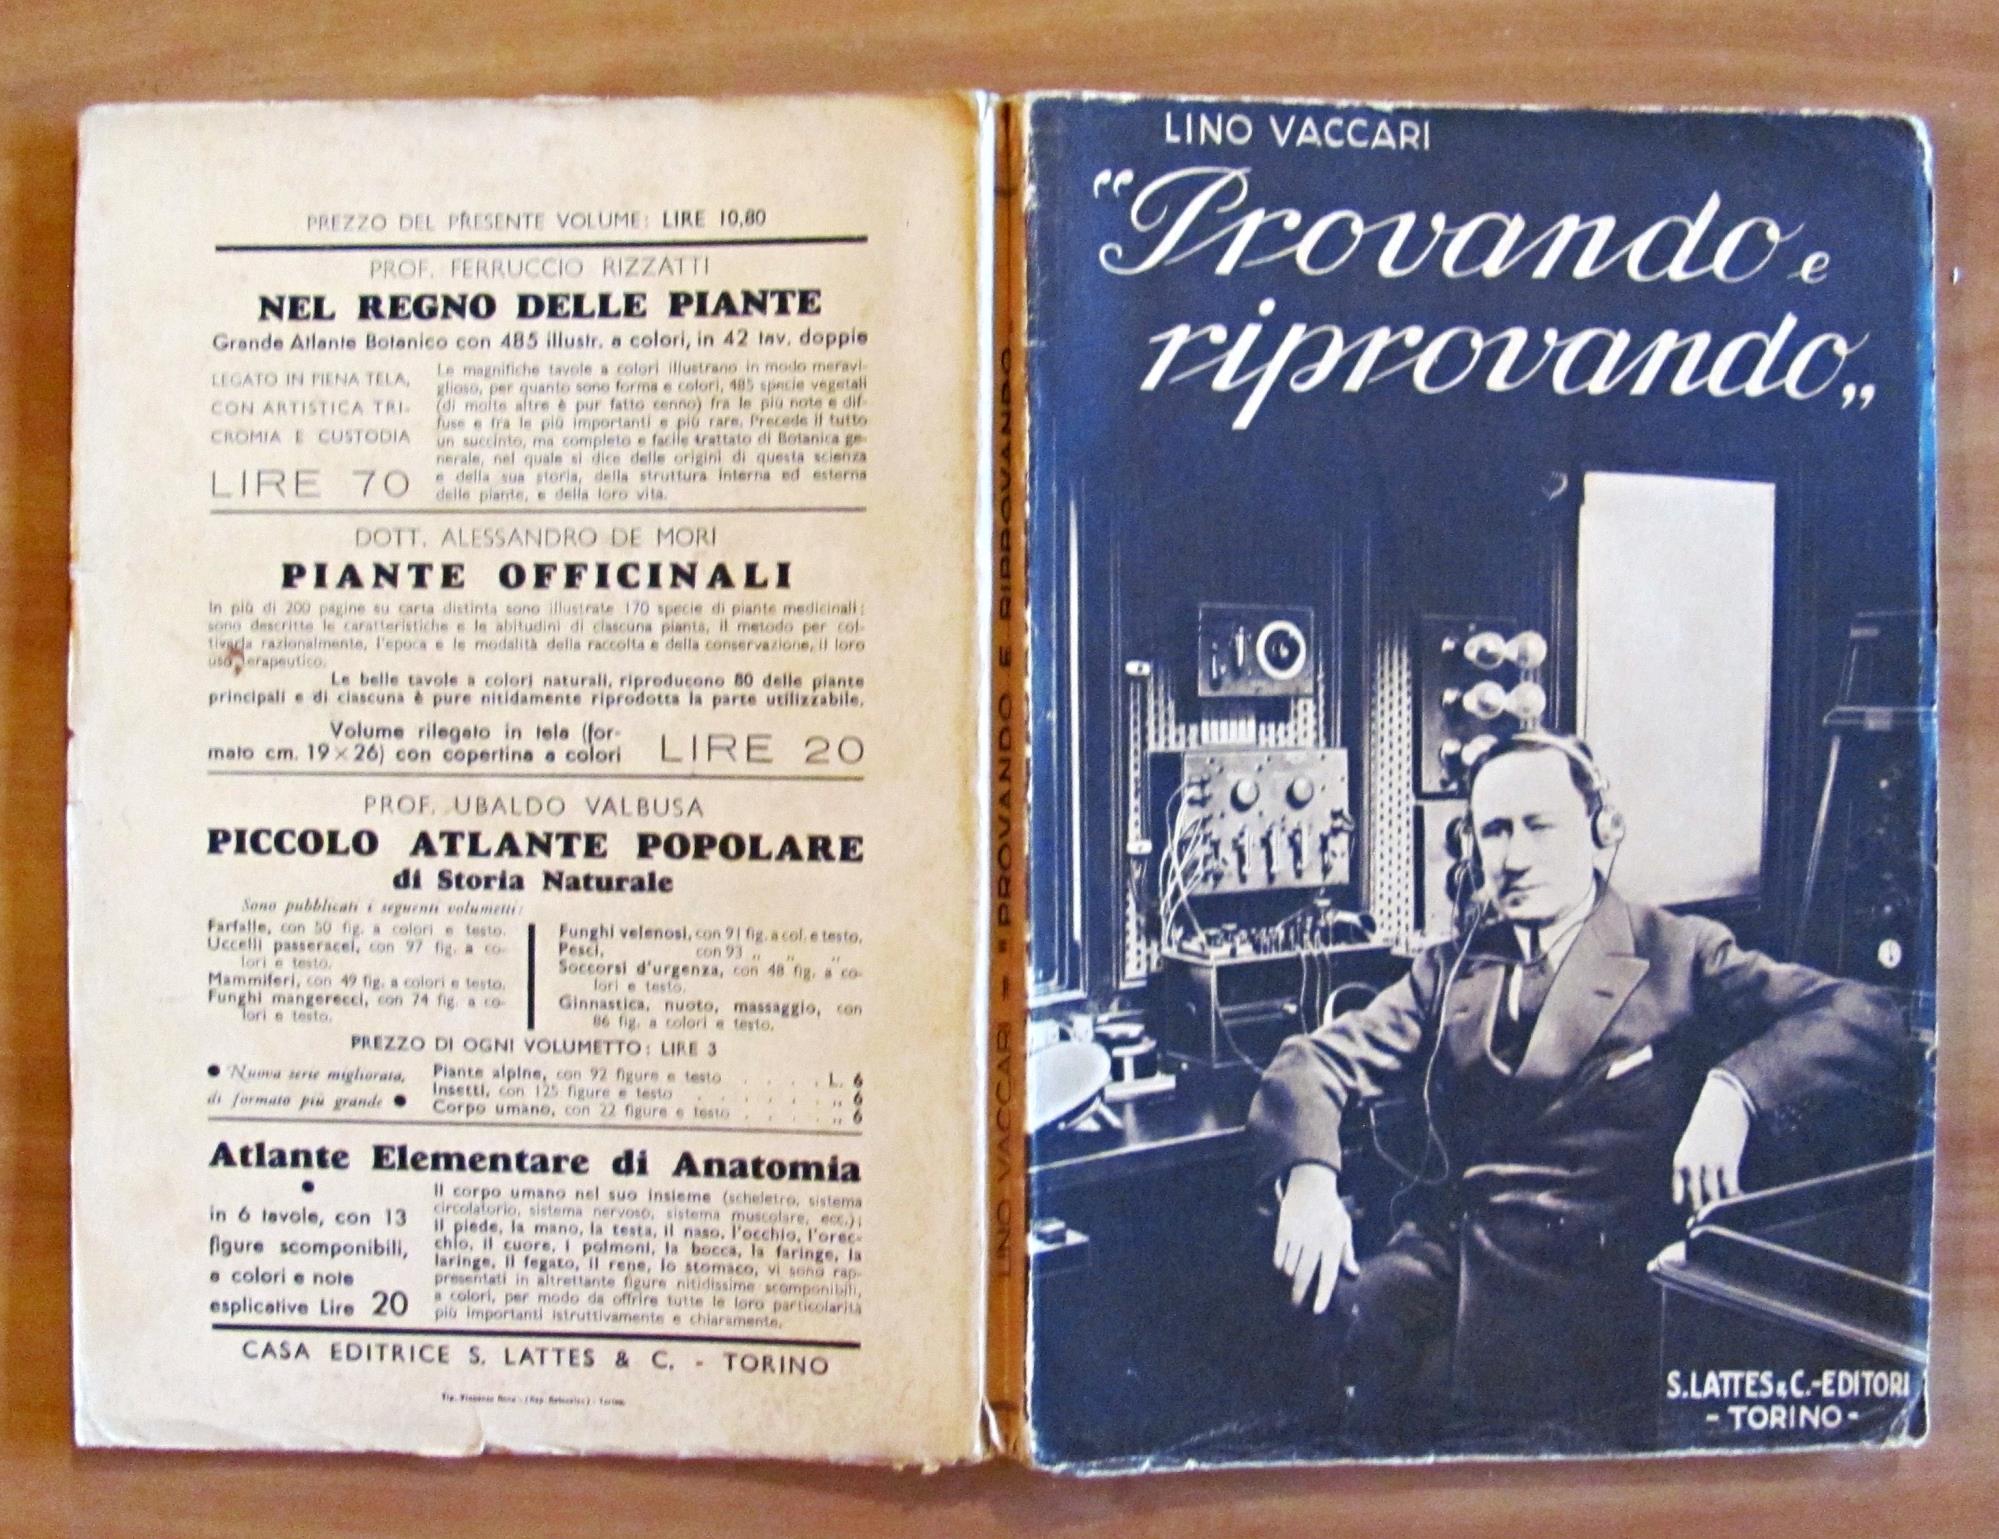 PREZZO DEL PRESENTE VOLUME: LIRE 10,80
PROF. FERRUCCIO RIZZATTI
NEL REGNO DELLE PIANTE
Grande Atlante Botanico con 485 illustr. a colori, in 42 tav. doppie
LEGATO IN PIENA TELA,
CON ARTISTICA TRI-
CROMIA E CUSTODIA
LIRE 70
Le magnifiche tavole a colori illustrano in modo meravi-
glioso, per quanto sono forma e colori, 485 specie vegetali
(di molte altre è pur fatto cenno) fra le più note e dif-
fuse e fra le più importanti e più rare. Precede il tutto
un succinto, ma completo e facile trattato di Botanica ge-
nerale, nel quale si dice delle origini di questa scienza
e della sua storia, della struttura interna ed esterna
delle piante, e della loro vita.
DOTT. ALESSANDRO DE MORI
PIANTE OFFICINALI
In più di 200 pagine su carta distinta sono illustrate 170 specie di piante medicinali;
sono descritte le caratteristiche e le abitudini di ciascuna pianta, il metodo per col-
tivarla razionalmente, l'epoca e le modalità della raccolta e della conservazione, il loro
uso terapeutico.
Le belle tavole a colori naturali, riproducono 80 delle piante
principali e di ciascuna è pure nitidamente riprodotta la parte utilizzabile.
Volume rilegato in tela (for-
mato cm. 19 × 26) con copertina a colori
LIRE 20
PROF. UBALDO VALBUSA
PICCOLO ATLANTE POPOLARE
di Storia Naturale
Sono pubblicati i seguenti volumetti:
Farfalle, con 50 fig. a colori e testo.
Uccelli passeracei, con 97 fig. a co-
lori e testo.
Mammiferi, con 49 fig. a colori e testo.
Funghi mangerecci, con 74 fig. a co-
lori e testo.
Funghi velenosi, con 91 fig. a col. e testo.
Pesci, con 93 „ „ „
Soccorsi d'urgenza, con 48 fig. a co-
lori e testo.
Ginnastica, nuoto, massaggio, con
86 fig. a colori e testo.
PREZZO DI OGNI VOLUMETTO: LIRE 3
● Nuova serie migliorata,
di formato più grande ●
Piante alpine, con 92 figure e testo . . . . . L. 6
Insetti, con 125 figure e testo . . . . . . . „ 6
Corpo umano, con 22 figure e testo . . . . „ 6
Atlante Elementare di Anatomia
●
in 6 tavole, con 13
figure scomponibili,
a colori e note
esplicative Lire 20
Il corpo umano nel suo insieme (scheletro, sistema
circolatorio, sistema nervoso, sistema muscolare, ecc.);
il piede, la mano, la testa, il naso, l'occhio, l'orec-
chio, il cuore, i polmoni, la bocca, la faringe, la
laringe, il fegato, il rene, lo stomaco, vi sono rap-
presentati in altrettante figure nitidissime scomponibili,
a colori, per modo da offrire tutte le loro particolarità
più importanti istruttivamente e chiaramente.
CASA EDITRICE S. LATTES & C. - TORINO
LINO VACCARI — "PROVANDO E RIPROVANDO"
LINO VACCARI
"Provando e
riprovando„
S. LATTES & C. - EDITORI
- TORINO -